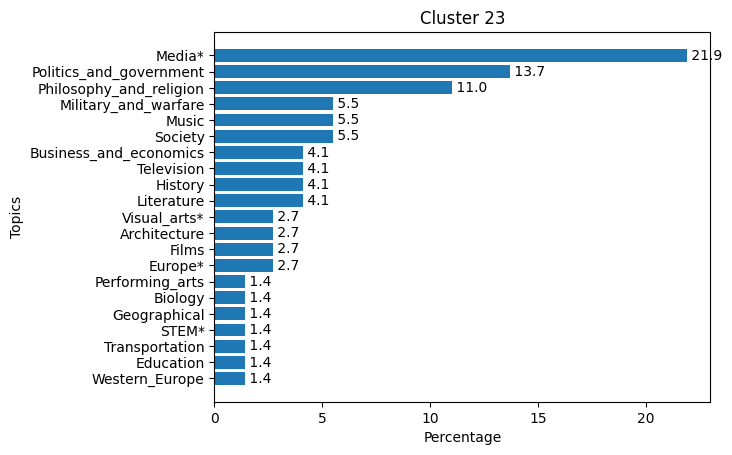 Cluster 23
Media* 21.9
Politics_and_government 13.7
Philosophy_and_religion 11.0
Military_and_warfare 5.5
Music 5.5
Society 5.5
Business_and_economics 4.1
Television 4.1
History 4.1
Literature 4.1
Visual_arts* 2.7
Architecture 2.7
Films 2.7
Europe* 2.7
Performing_arts 1.4
Biology 1.4
Geographical 1.4
STEM* 1.4
Transportation 1.4
Education 1.4
Western_Europe 1.4
Topics
0 5 10 15 20
Percentage